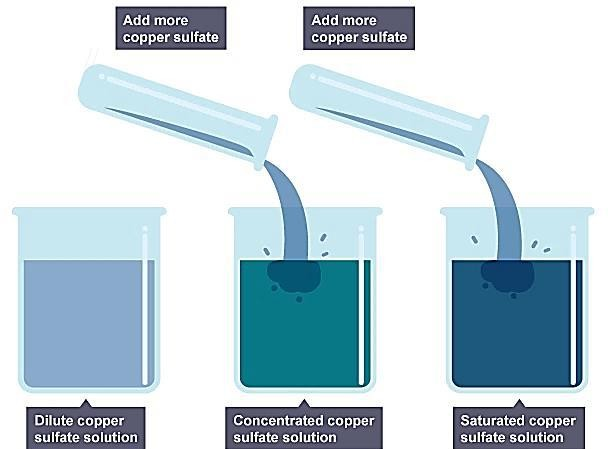 Add more
copper sulfate
Add more
copper sulfate
Dilute copper
sulfate solution
Concentrated copper
sulfate solution
Saturated copper
sulfate solution